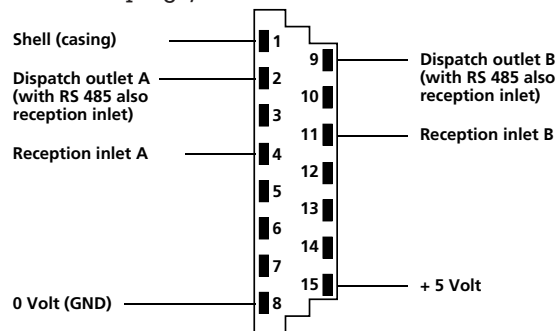 Shell (casing)
Dispatch outlet A
(with RS 485 also
reception inlet)
Reception inlet A
0 Volt (GND)
1
2
3
4
5
6
7
8
9
10
11
12
13
14
15
Dispatch outlet B
(with RS 485 also
reception inlet)
Reception inlet B
+ 5 Volt